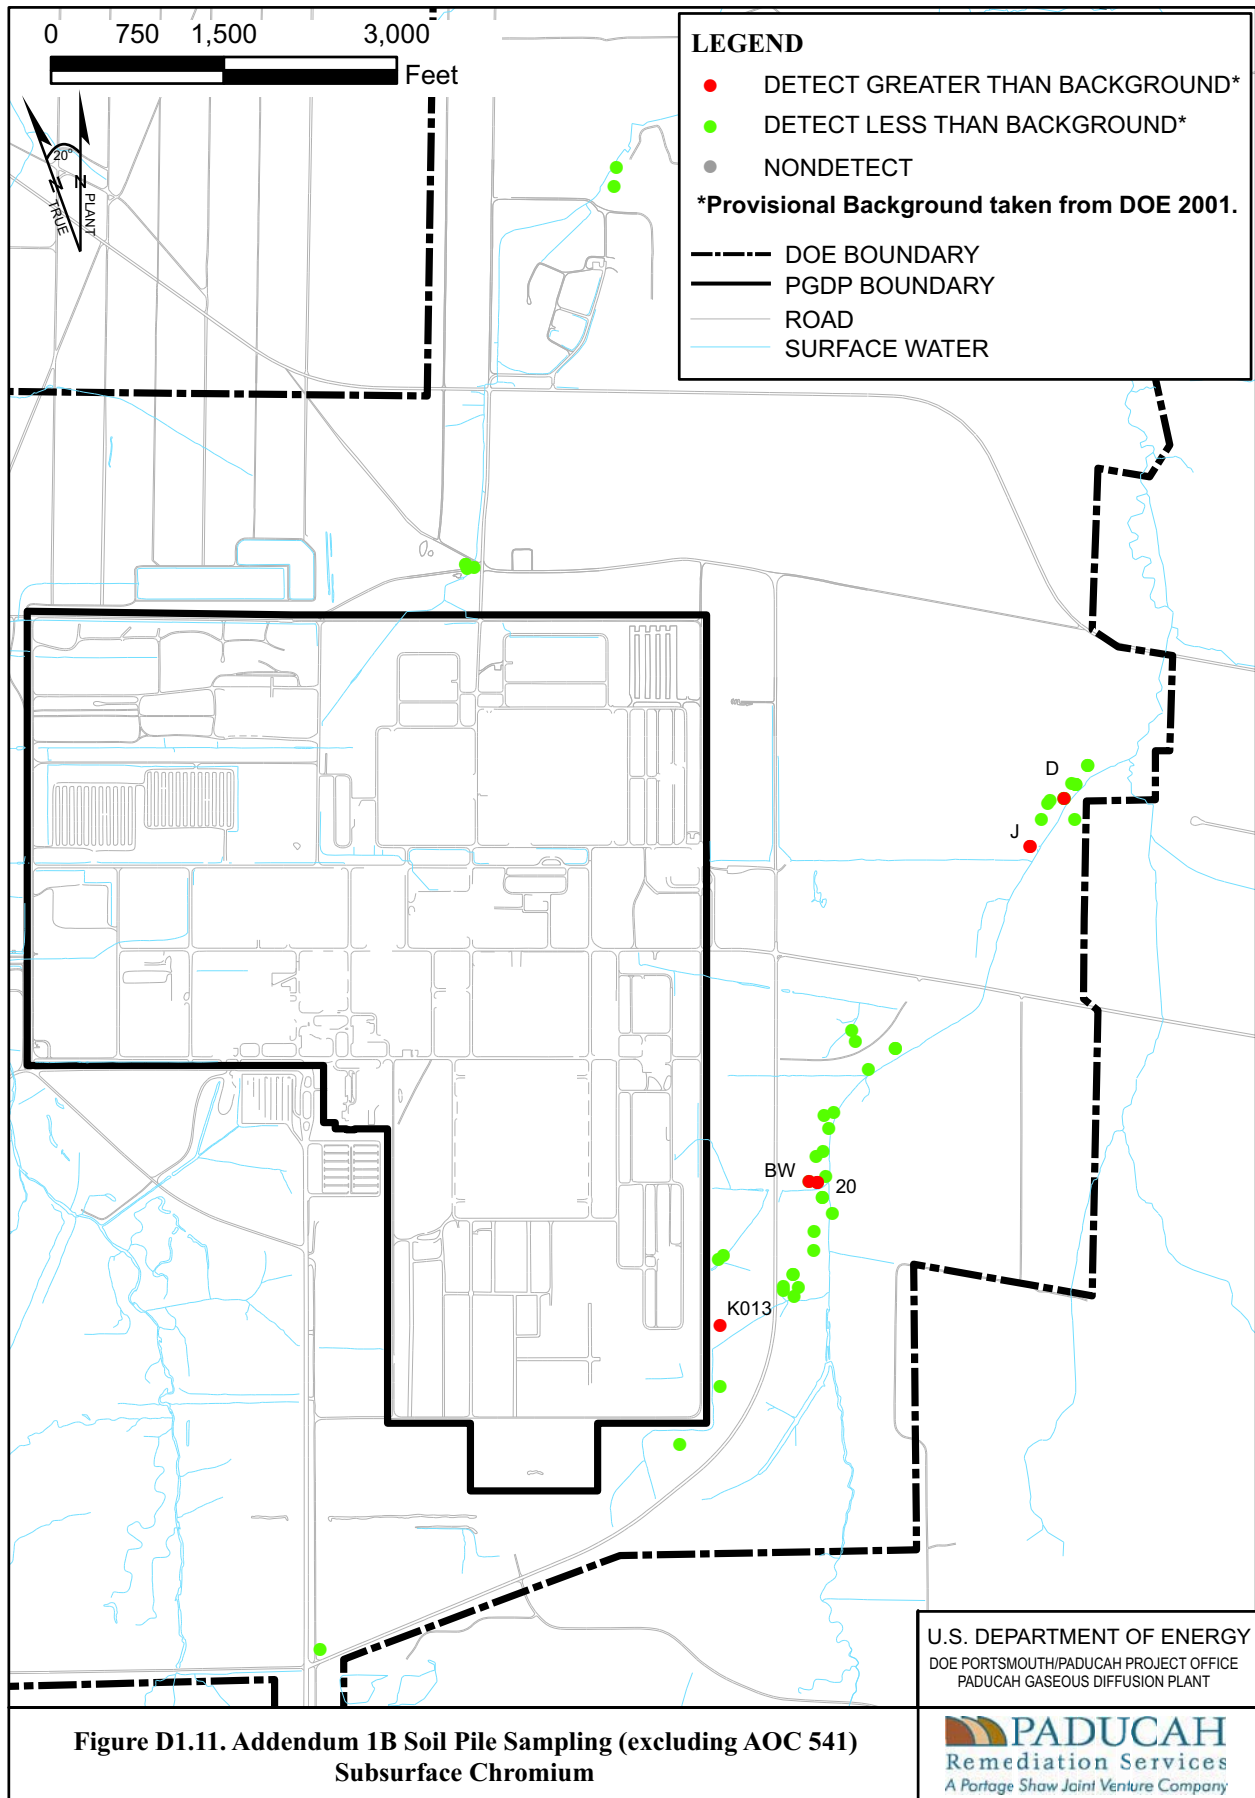 0 750 1,500 3,000
Feet
20°
N TRUE
N PLANT
LEGEND
DETECT GREATER THAN BACKGROUND*
DETECT LESS THAN BACKGROUND*
NONDETECT
*Provisional Background taken from DOE 2001.
DOE BOUNDARY
PGDP BOUNDARY
ROAD
SURFACE WATER
D
J
BW
20
K013
U.S. DEPARTMENT OF ENERGY
DOE PORTSMOUTH/PADUCAH PROJECT OFFICE
PADUCAH GASEOUS DIFFUSION PLANT
Figure D1.11. Addendum 1B Soil Pile Sampling (excluding AOC 541)
Subsurface Chromium
PADUCAH
Remediation Services
A Portage Shaw Joint Venture Company